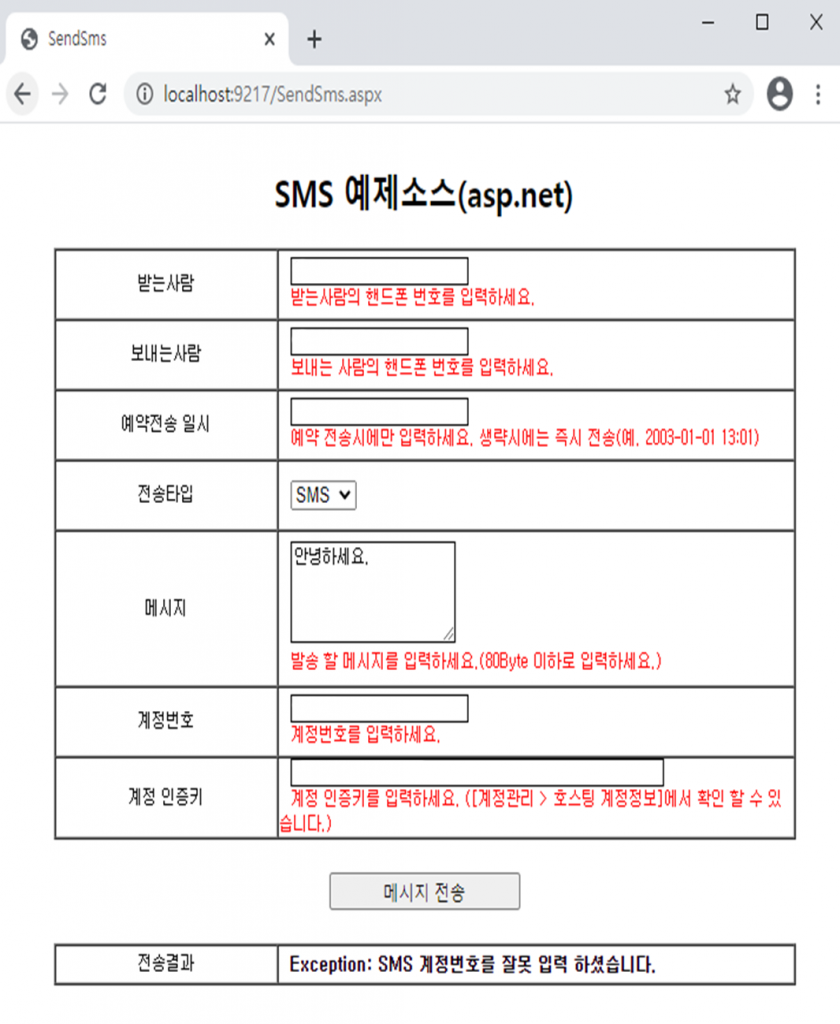 SendSms
localhost:9217/SendSms.aspx
SMS 예제소스(asp.net)
받는사람
받는사람의 핸드폰 번호를 입력하세요.
보내는사람
보내는 사람의 핸드폰 번호를 입력하세요.
예약전송 일시
예약 전송시에만 입력하세요. 생략시에는 즉시 전송(예. 2003-01-01 13:01)
전송타입
SMS
메시지
안녕하세요.
발송 할 메시지를 입력하세요.(80Byte 이하로 입력하세요.)
계정번호
계정번호를 입력하세요.
계정 인증키
계정 인증키를 입력하세요. ([계정관리 > 호스팅 계정정보]에서 확인 할 수 있
습니다.)
메시지 전송
전송결과
Exception: SMS 계정번호를 잘못 입력 하셨습니다.